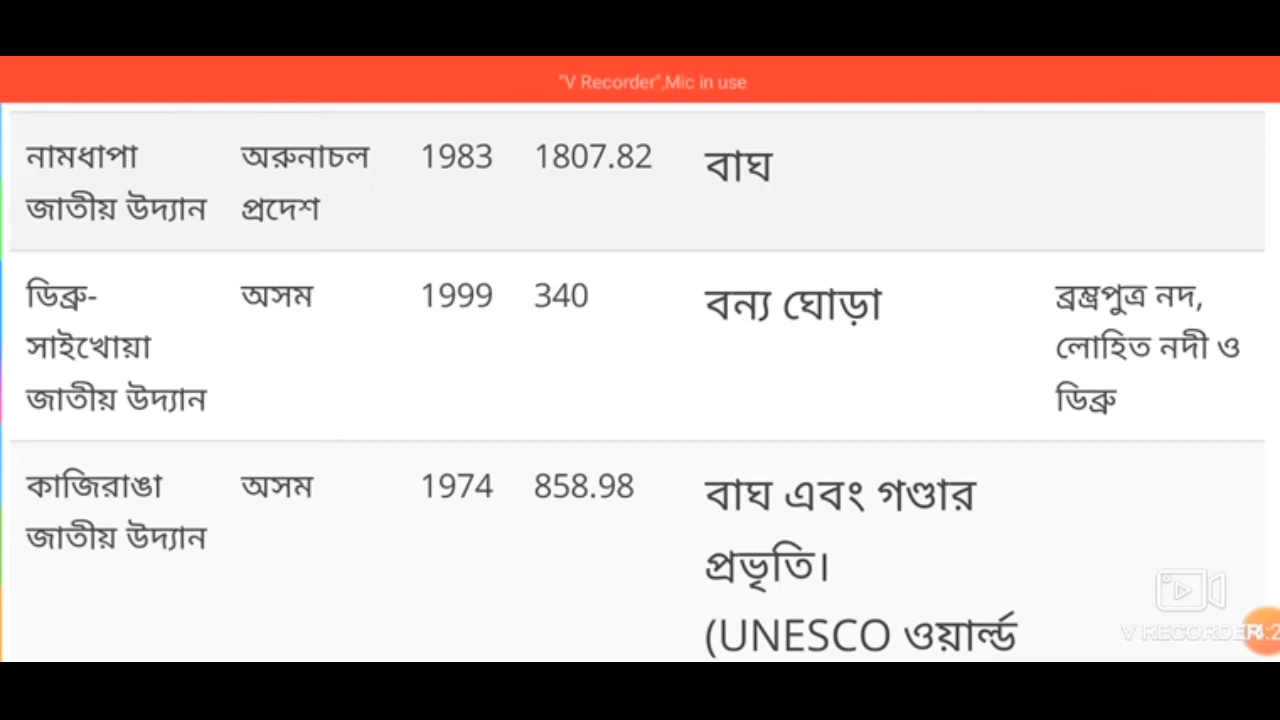 "V Recorder",Mic in use
নামধাপা অরুনাচল 1983 1807.82 বাঘ
জাতীয় উদ্যান প্রদেশ
ডিব্রু- অসম 1999 340 বন্য ঘোড়া ব্রহ্মপুত্র নদ,
সাইখোয়া লোহিত নদী ও
জাতীয় উদ্যান ডিব্রু
কাজিরাঙা অসম 1974 858.98 বাঘ এবং গণ্ডার
জাতীয় উদ্যান প্রভৃতি।
(UNESCO ওয়ার্ল্ড
V RECORDER